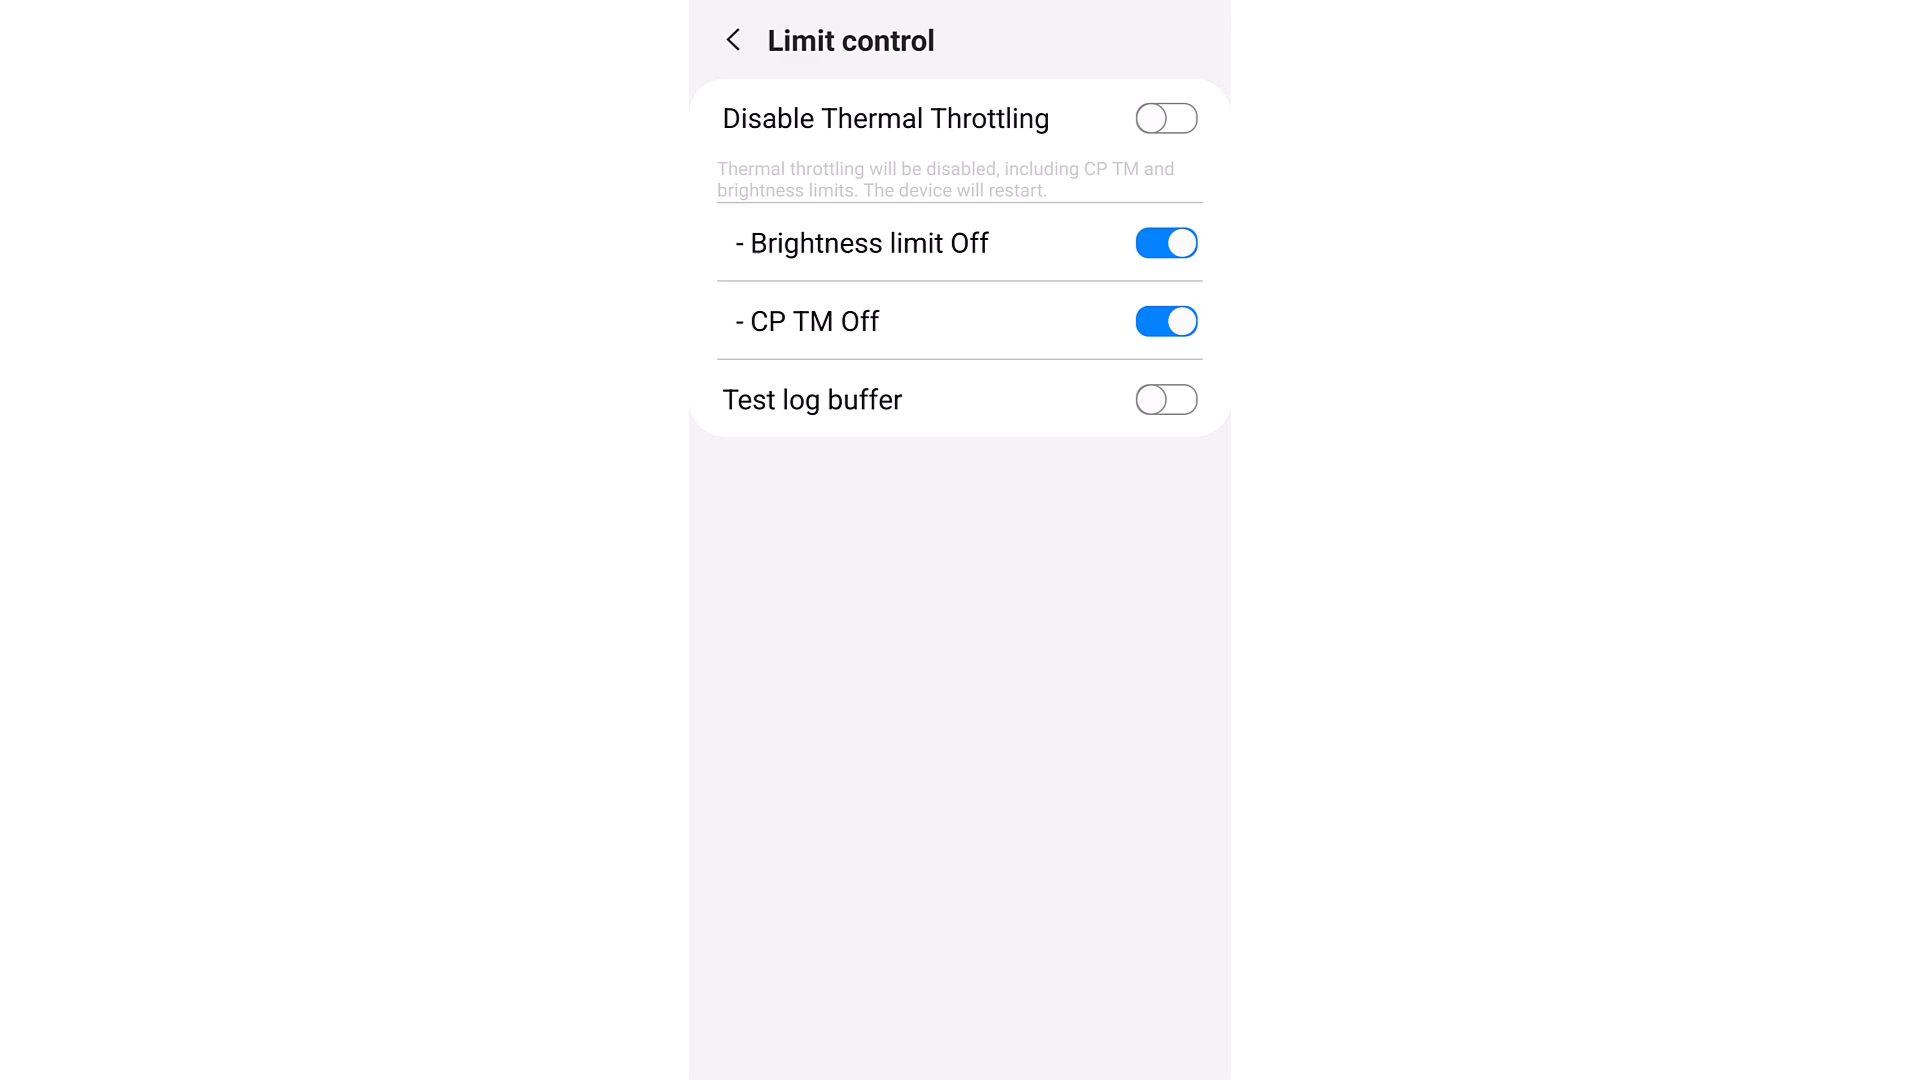 Limit control
Disable Thermal Throttling
Thermal throttling will be disabled, including CP TM and
brightness limits. The device will restart.
- Brightness limit Off
- CP TM Off
Test log buffer